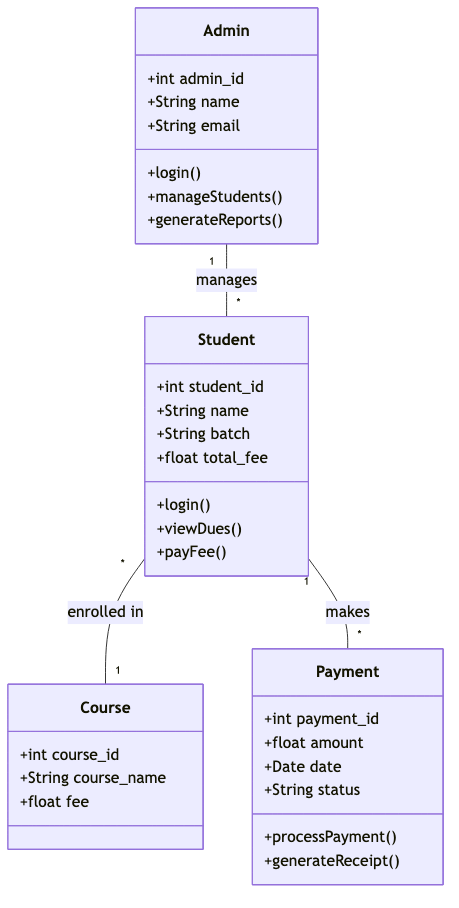 Admin
+int admin_id
+String name
+String email
+login()
+manageStudents()
+generateReports()
1
manages
*
Student
+int student_id
+String name
+String batch
+float total_fee
+login()
+viewDues()
+payFee()
*
enrolled in
1
1
makes
*
Course
+int course_id
+String course_name
+float fee
Payment
+int payment_id
+float amount
+Date date
+String status
+processPayment()
+generateReceipt()